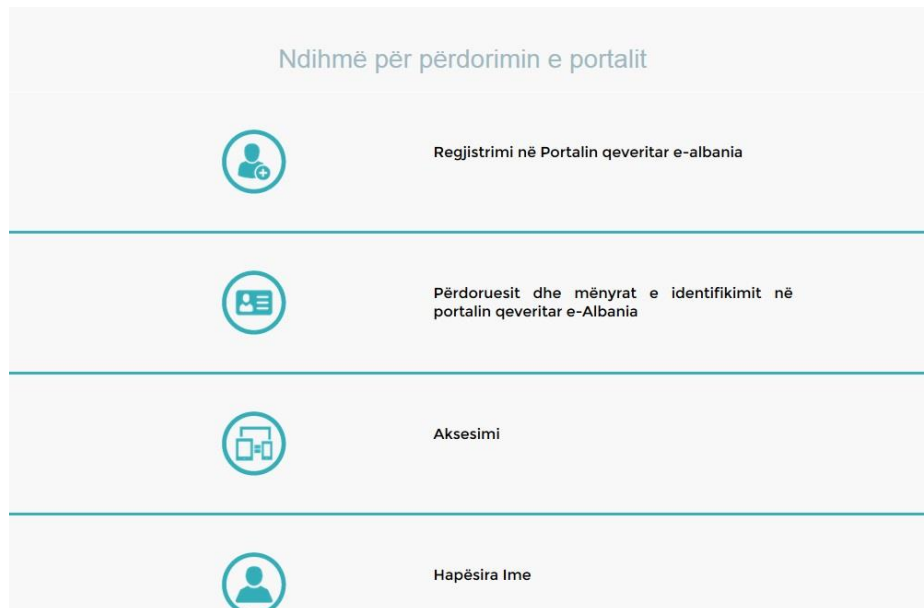 Ndihmë për përdorimin e portalit
Regjistrimi në Portalin qeveritar e-albania
Përdoruesit dhe mënyrat e identifikimit në
portalin qeveritar e-Albania
Aksesimi
Hapësira Ime